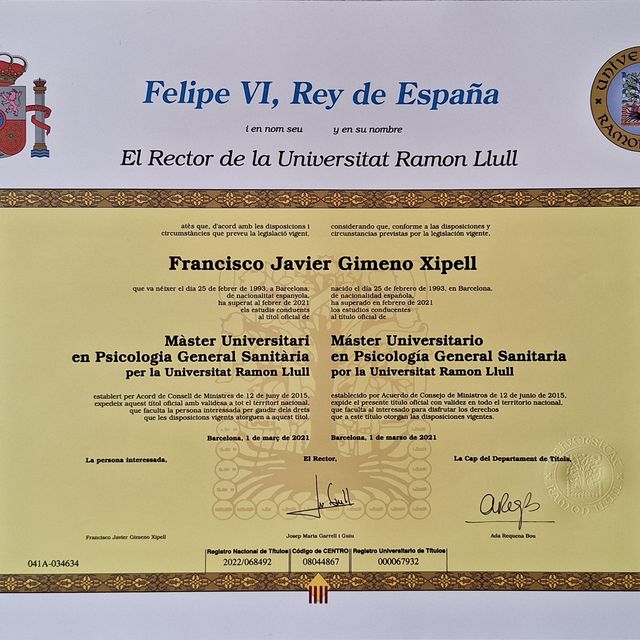 Felipe VI, Rey de España
i en nom seu y en su nombre
El Rector de la Universitat Ramon Llull
atès que, d'acord amb les disposicions i
circumstàncies que preveu la legislació vigent,
considerando que, conforme a las disposiciones y
circunstancias previstas por la legislación vigente,
Francisco Javier Gimeno Xipell
que va néixer el dia 25 de febrer de 1993, a Barcelona,
de nacionalitat espanyola,
ha superat al febrer de 2021
els estudis conduents
al títol oficial de
nacido el día 25 de febrero de 1993, en Barcelona,
de nacionalidad española,
ha superado en febrero de 2021
los estudios conducentes
al título oficial de
Màster Universitari
en Psicologia General Sanitària
per la Universitat Ramon Llull
Máster Universitario
en Psicología General Sanitaria
por la Universitat Ramon Llull
establert per Acord de Consell de Ministres de 12 de juny de 2015,
expedeix aquest títol oficial amb validesa a tot el territori nacional,
que faculta la persona interessada per gaudir dels drets
que les disposicions vigents atorguen a aquest títol.
establecido por Acuerdo de Consejo de Ministros de 12 de junio de 2015,
expide el presente título oficial con validez en todo el territorio nacional,
que faculta al interesado para disfrutar los derechos
que a este título otorgan las disposiciones vigentes.
Barcelona, 1 de març de 2021
Barcelona, 1 de marzo de 2021
La persona interessada,
El Rector,
La Cap del Departament de Títols,
Francisco Javier Gimeno Xipell
Josep Maria Garrell i Guiu
Ada Requena Bou
041A-034634
Registro Nacional de Títulos Código de CENTRO Registro Universitario de Títulos
2022/068492 08044867 000067932